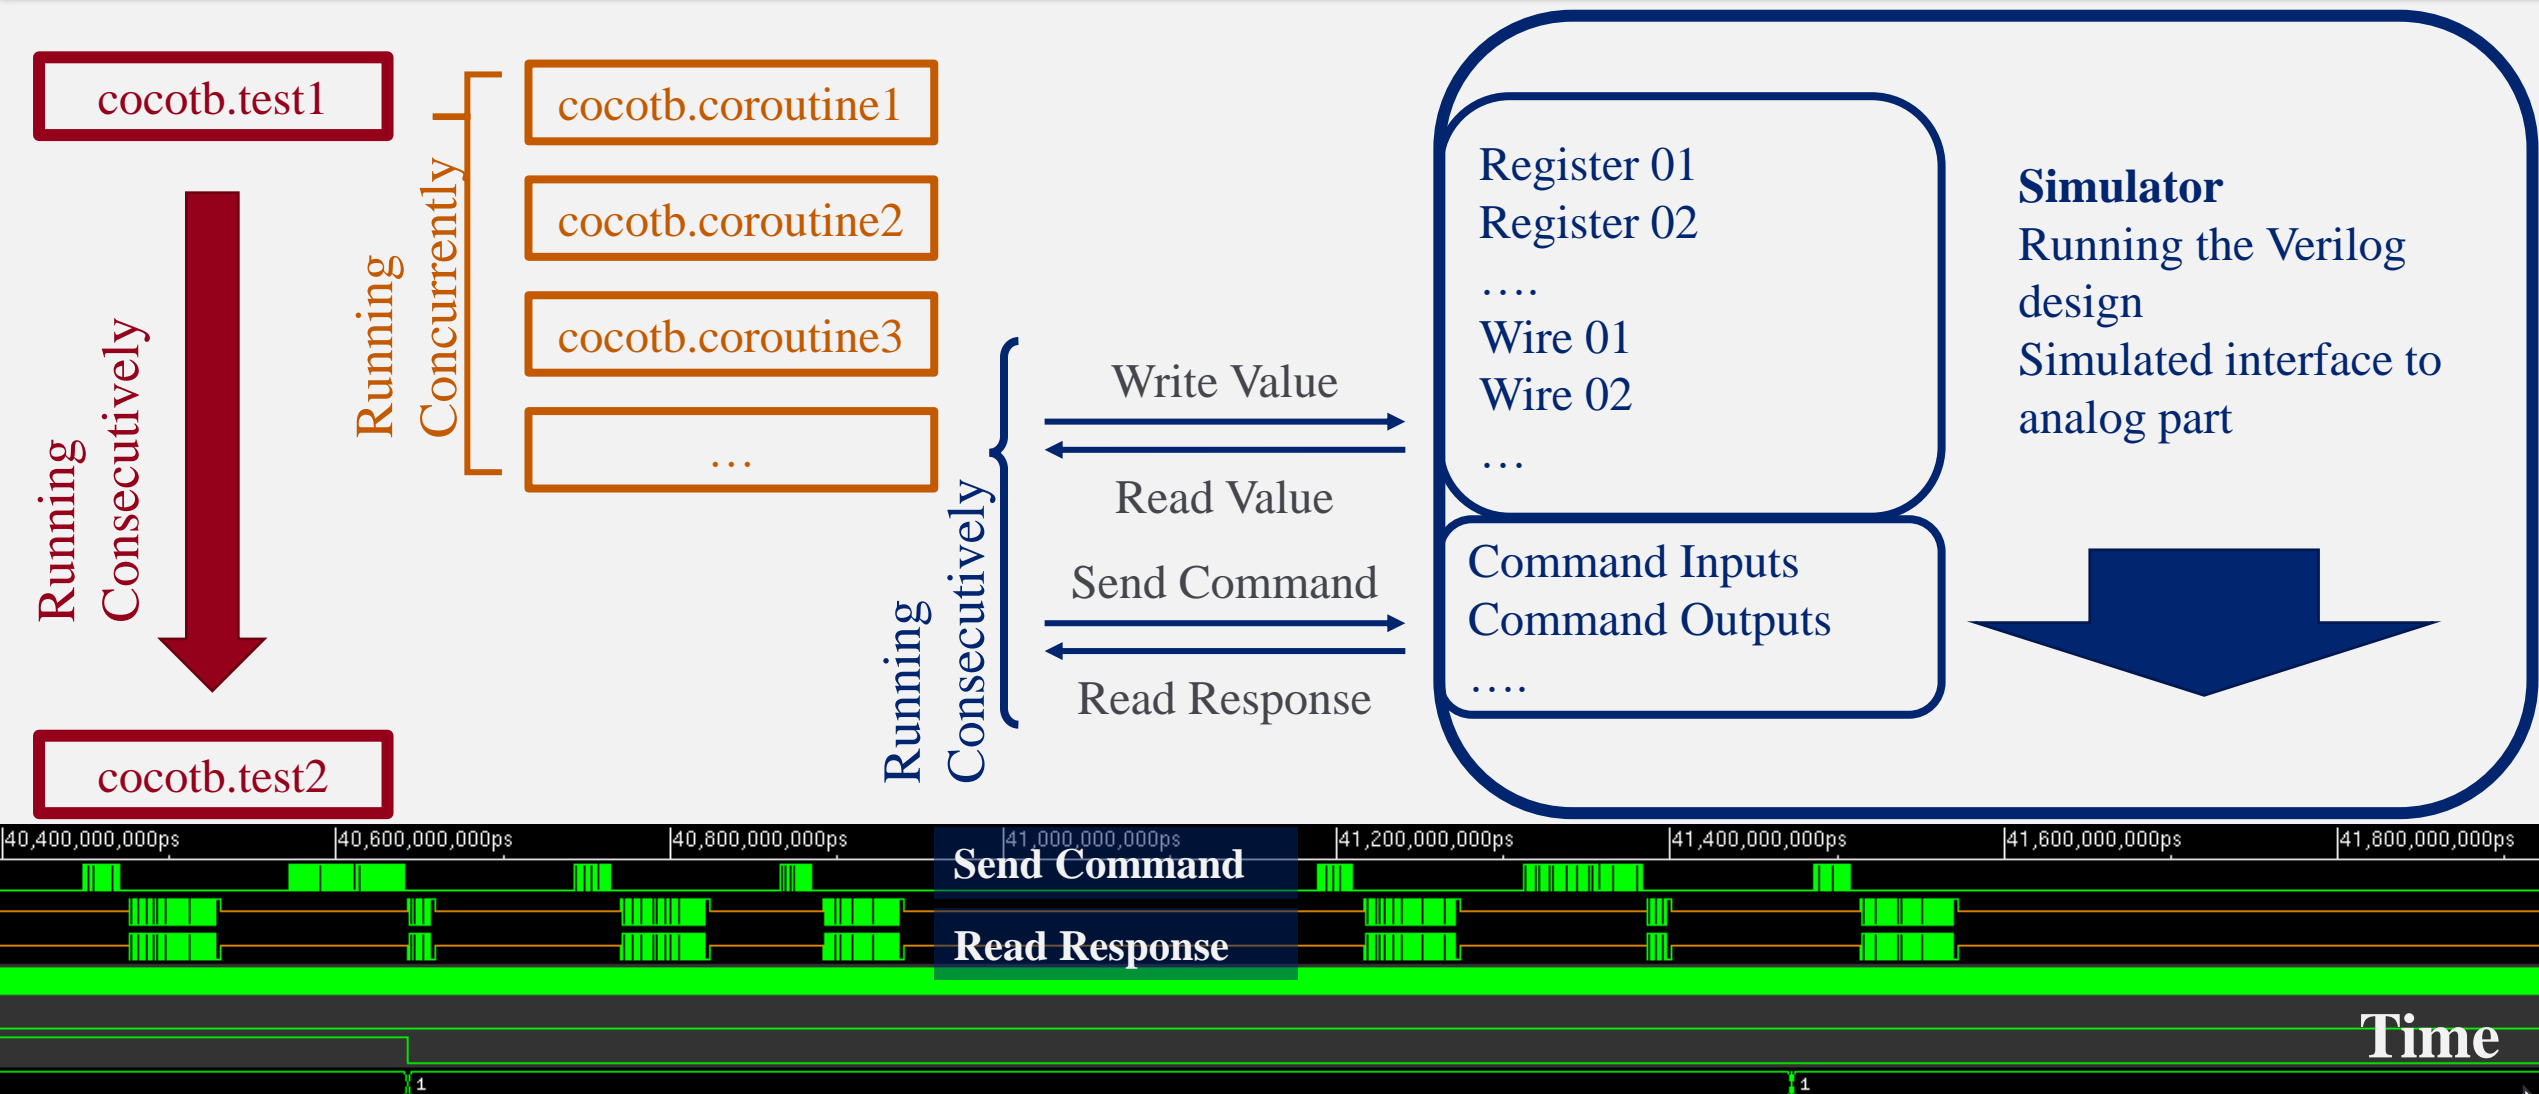 cocotb.test1
Running
Consecutively
cocotb.test2
Running
Concurrently
cocotb.coroutine1
cocotb.coroutine2
cocotb.coroutine3
…
Running
Consecutively
Write Value
Read Value
Send Command
Read Response
Register 01
Register 02
….
Wire 01
Wire 02
…
Command Inputs
Command Outputs
….
Simulator
Running the Verilog
design
Simulated interface to
analog part
40,400,000,000ps 40,600,000,000ps 40,800,000,000ps 41,000,000,000ps 41,200,000,000ps 41,400,000,000ps 41,600,000,000ps 41,800,000,000ps
Send Command
Read Response
Time
1 1